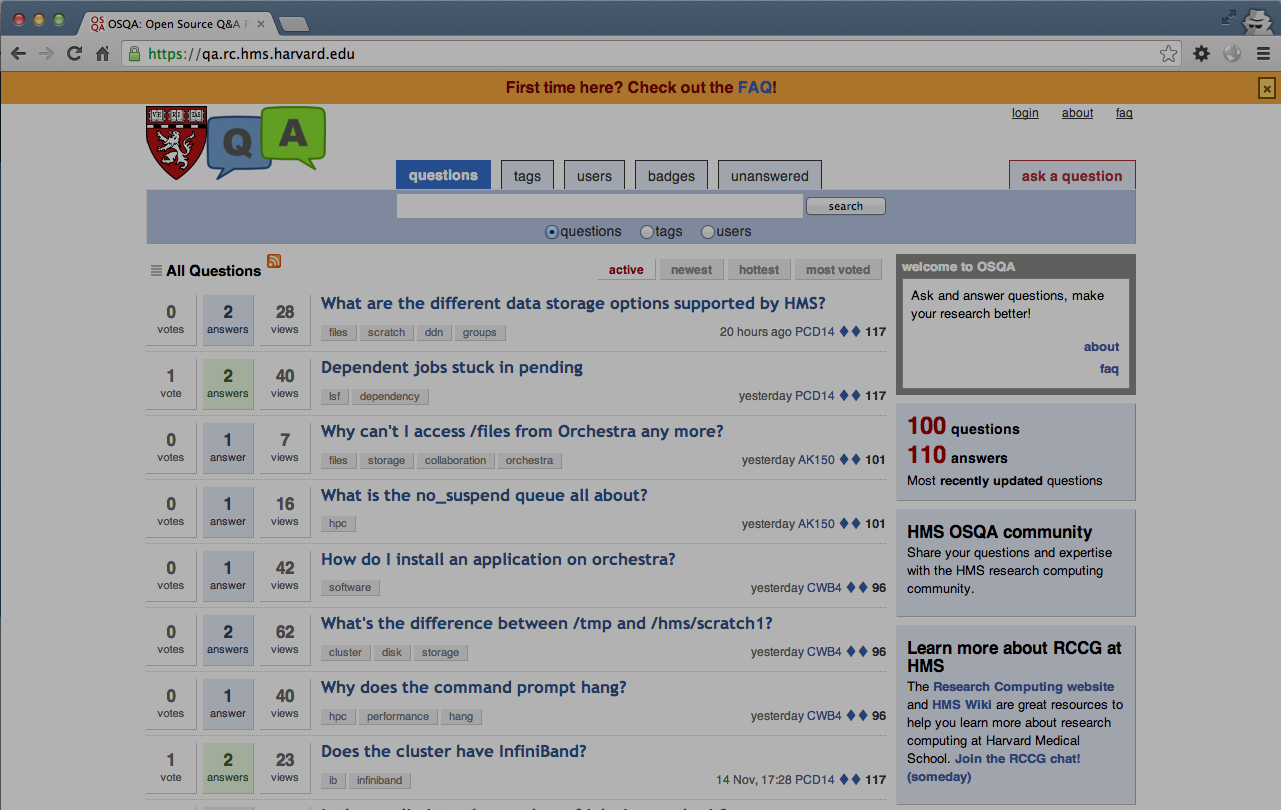 OSQA: Open Source Q&A
https://qa.rc.hms.harvard.edu
First time here? Check out the FAQ!
login about faq
VE RI TAS
Q A
questions tags users badges unanswered ask a question
search
questions tags users
All Questions
active newest hottest most voted
0 votes 2 answers 28 views
What are the different data storage options supported by HMS?
files scratch ddn groups
20 hours ago PCD14 ♦♦ 117
1 vote 2 answers 40 views
Dependent jobs stuck in pending
lsf dependency
yesterday PCD14 ♦♦ 117
0 votes 1 answer 7 views
Why can't I access /files from Orchestra any more?
files storage collaboration orchestra
yesterday AK150 ♦♦ 101
0 votes 1 answer 16 views
What is the no_suspend queue all about?
hpc
yesterday AK150 ♦♦ 101
0 votes 1 answer 42 views
How do I install an application on orchestra?
software
yesterday CWB4 ♦♦ 96
0 votes 2 answers 62 views
What's the difference between /tmp and /hms/scratch1?
cluster disk storage
yesterday CWB4 ♦♦ 96
0 votes 1 answer 40 views
Why does the command prompt hang?
hpc performance hang
yesterday CWB4 ♦♦ 96
1 vote 2 answers 23 views
Does the cluster have InfiniBand?
ib infiniband
14 Nov, 17:28 PCD14 ♦♦ 117
welcome to OSQA
Ask and answer questions, make
your research better!
about
faq
100 questions
110 answers
Most recently updated questions
HMS OSQA community
Share your questions and expertise
with the HMS research computing
community.
Learn more about RCCG at
HMS
The Research Computing website
and HMS Wiki are great resources to
help you learn more about research
computing at Harvard Medical
School. Join the RCCG chat!
(someday)